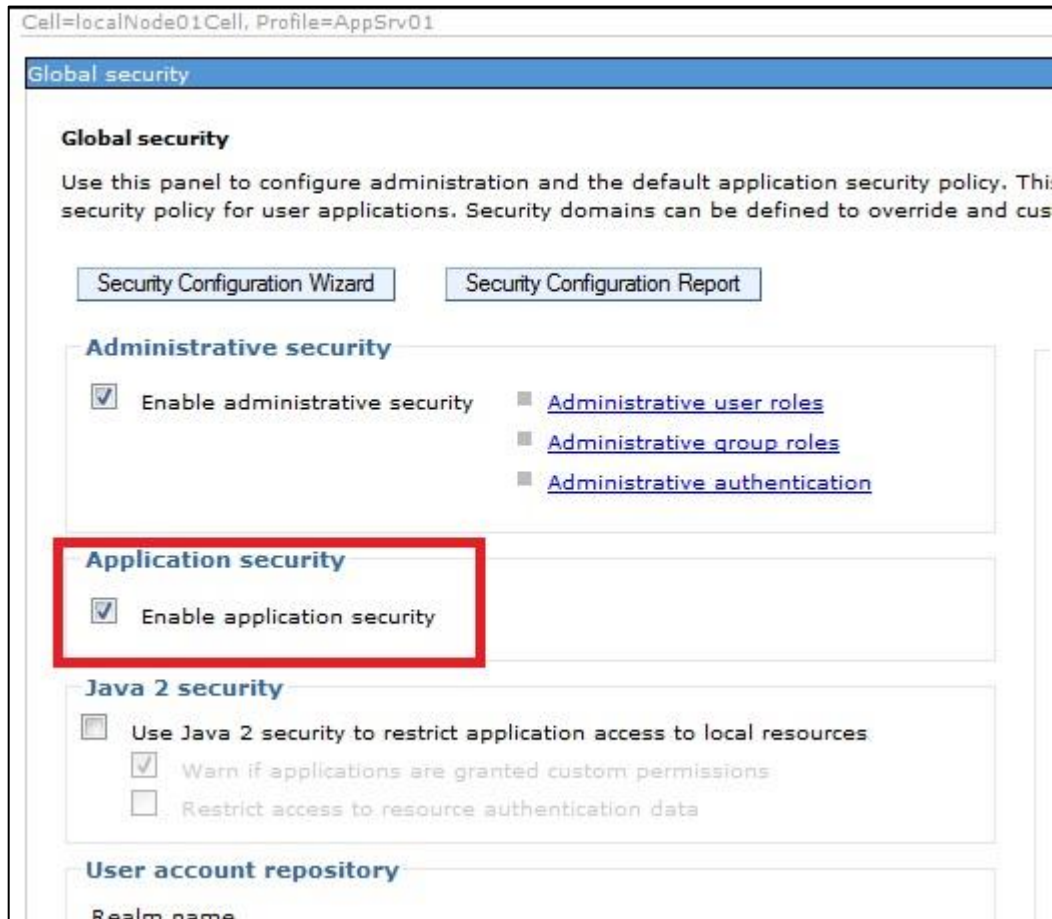 Cell=localNode01Cell, Profile=AppSrv01
Global security
Global security
Use this panel to configure administration and the default application security policy. This
security policy for user applications. Security domains can be defined to override and cus
Security Configuration Wizard Security Configuration Report
Administrative security
Enable administrative security Administrative user roles
Administrative group roles
Administrative authentication
Application security
Enable application security
Java 2 security
Use Java 2 security to restrict application access to local resources
Warn if applications are granted custom permissions
Restrict access to resource authentication data
User account repository
Realm name